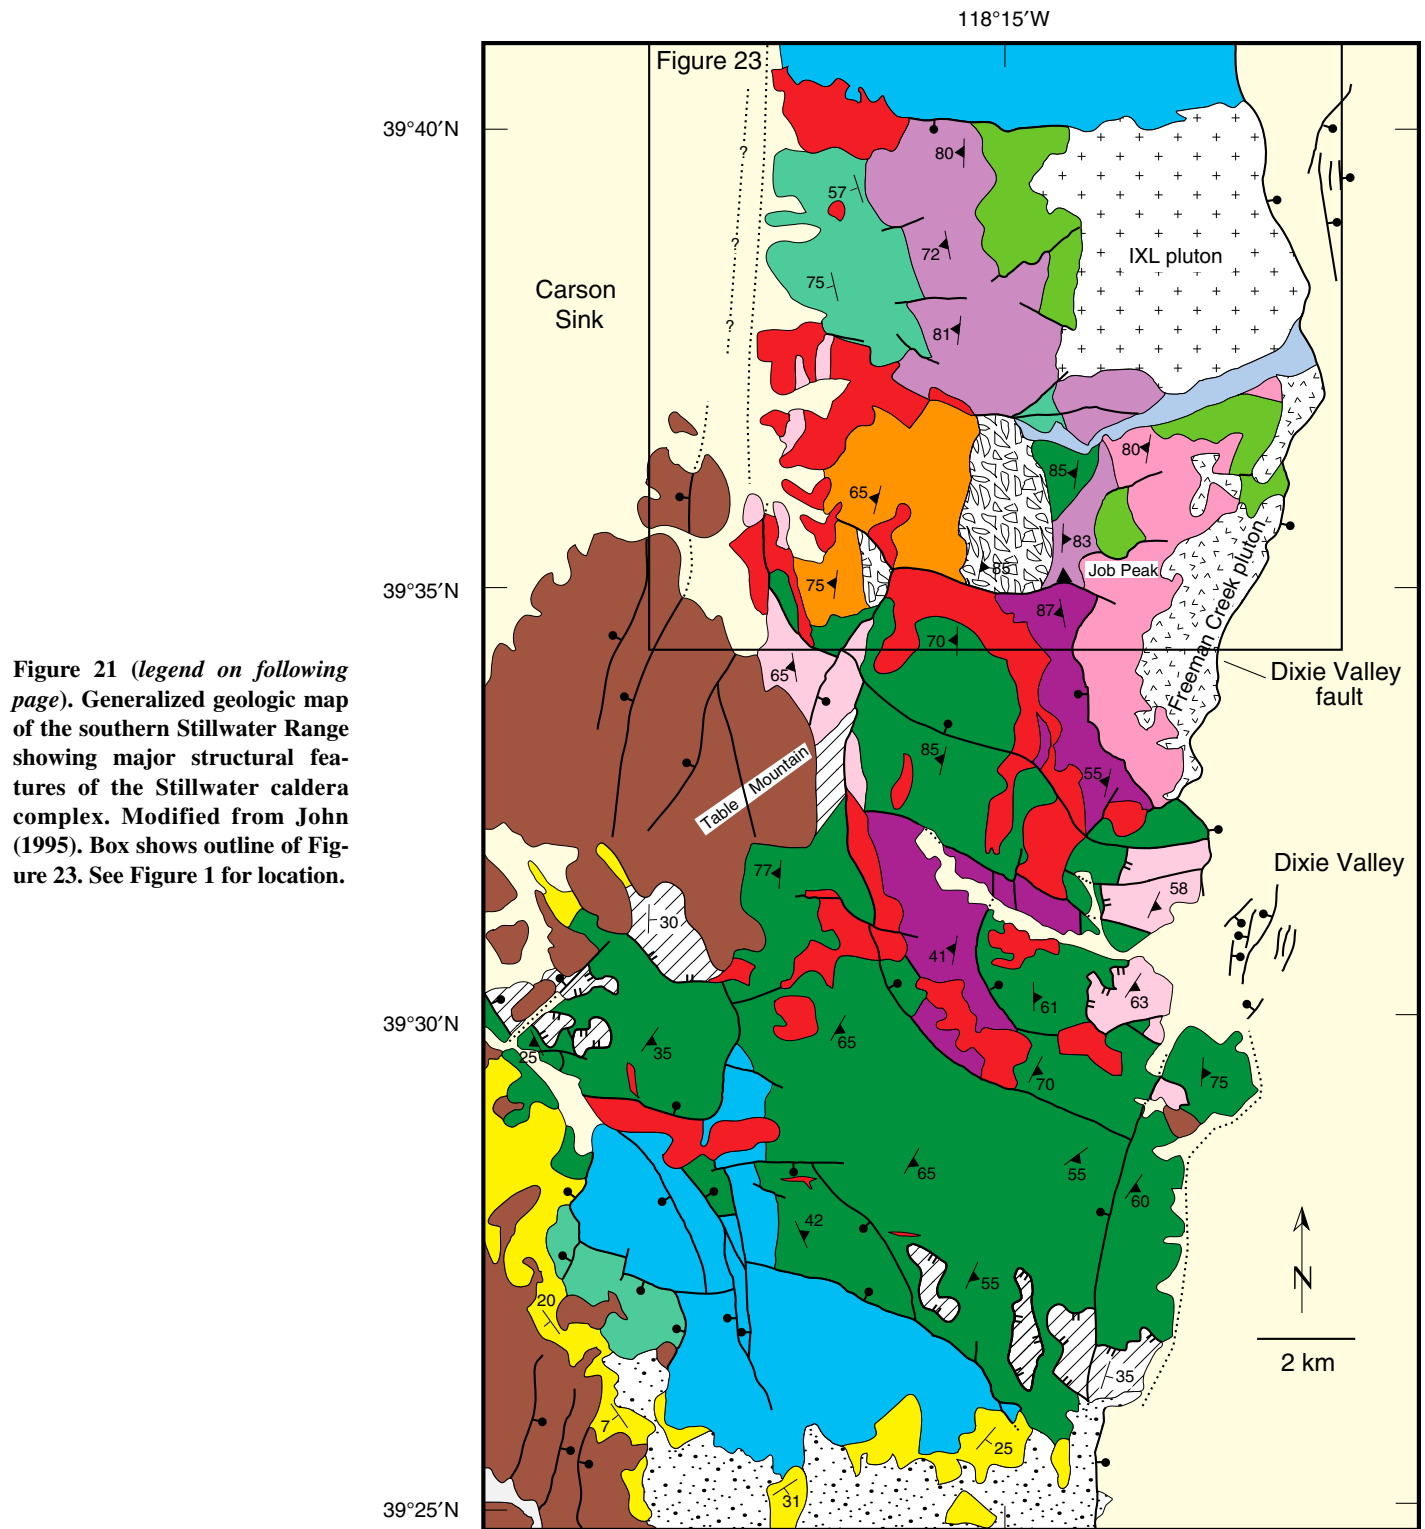 118°15′W
Figure 23
39°40′N
80
57
72
IXL pluton
75
Carson
Sink
?
?
?
81
80
85
65
83
85
Job Peak
75
39°35′N
87
70
Freeman Creek pluton
65
Dixie Valley
fault
Figure 21 (legend on following
page). Generalized geologic map
of the southern Stillwater Range
showing major structural fea-
tures of the Stillwater caldera
complex. Modified from John
(1995). Box shows outline of Fig-
ure 23. See Figure 1 for location.
85
55
Table Mountain
Dixie Valley
77
58
30
41
61
63
39°30′N
65
35
25
70
75
65
55
60
42
55
20
N
2 km
35
7
25
31
39°25′N